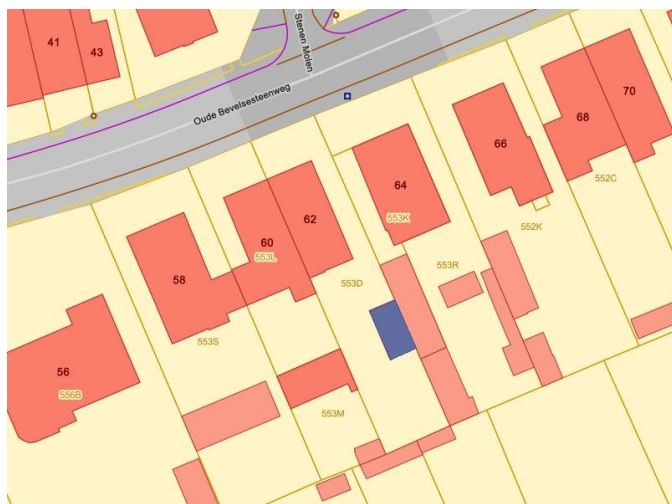 41
43
Stenen Molen
Oude Bevelsesteenweg
70
68
66
64
62
60
58
56
552C
552K
553K
553L
553R
553D
553S
553M
556B